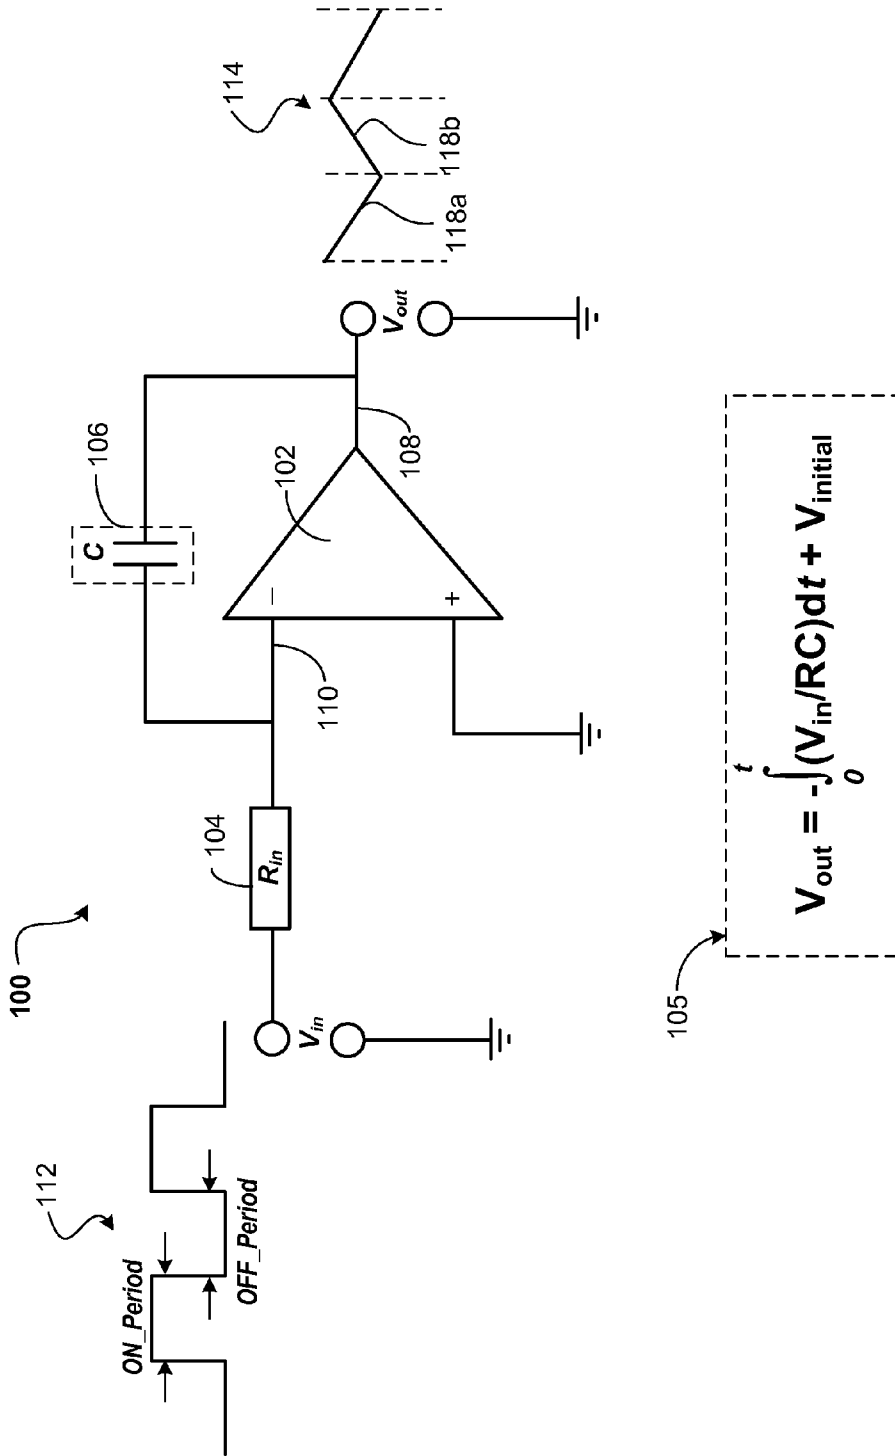 100
112
ON_Period
OFF_Period
V_in
104
R_in
110
C
106
102
−
+
108
V_out
114
118a
118b
105
V_out = -∫₀ᵗ(V_in/RC)dt + V_initial